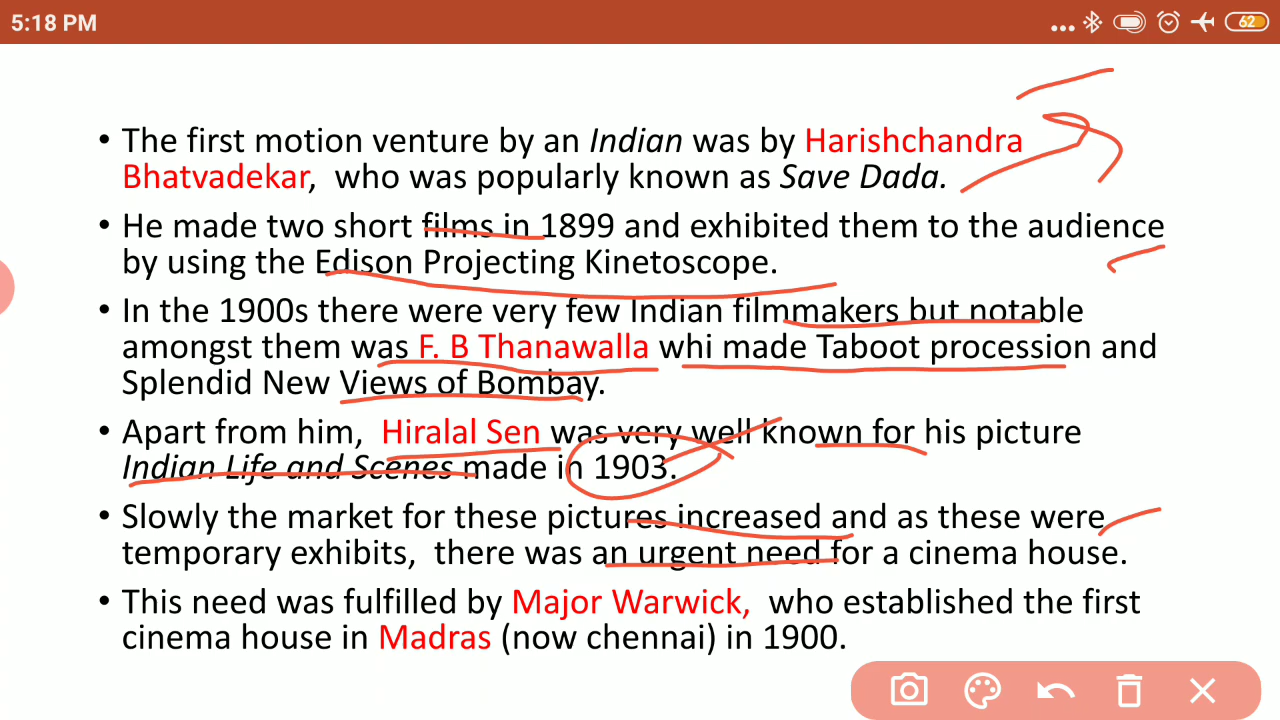 5:18 PM
62
• The first motion venture by an Indian was by Harishchandra
Bhatvadekar, who was popularly known as Save Dada.
• He made two short films in 1899 and exhibited them to the audience
by using the Edison Projecting Kinetoscope.
• In the 1900s there were very few Indian filmmakers but notable
amongst them was F. B Thanawalla whi made Taboot procession and
Splendid New Views of Bombay.
• Apart from him, Hiralal Sen was very well known for his picture
Indian Life and Scenes made in 1903.
• Slowly the market for these pictures increased and as these were
temporary exhibits, there was an urgent need for a cinema house.
• This need was fulfilled by Major Warwick, who established the first
cinema house in Madras (now chennai) in 1900.